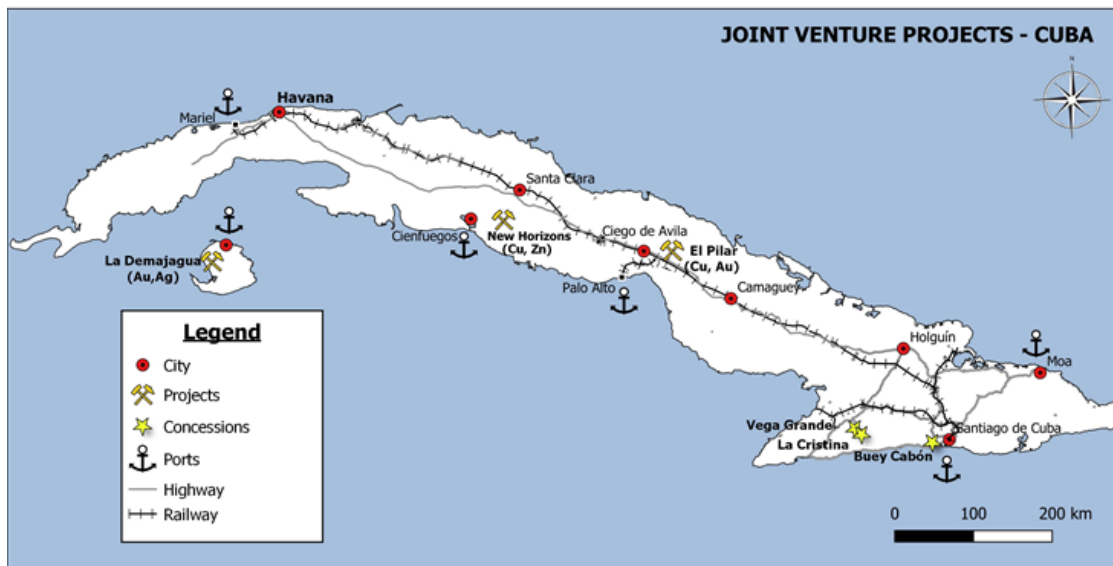 JOINT VENTURE PROJECTS - CUBA
N
Havana
Mariel
Santa Clara
Cienfuegos
New Horizons
(Cu, Zn)
Ciego de Avila
El Pilar
(Cu, Au)
La Demajagua
(Au,Ag)
Palo Alto
Camaguey
Holguín
Moa
Vega Grande
La Cristina
Santiago de Cuba
Buey Cabón
Legend
City
Projects
Concessions
Ports
Highway
Railway
0 100 200 km